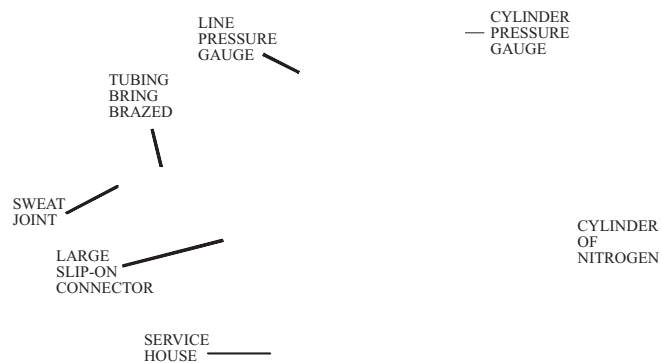 LINE
PRESSURE
GAUGE
CYLINDER
PRESSURE
GAUGE
TUBING
BRING
BRAZED
SWEAT
JOINT
CYLINDER
OF
NITROGEN
LARGE
SLIP-ON
CONNECTOR
SERVICE
HOUSE